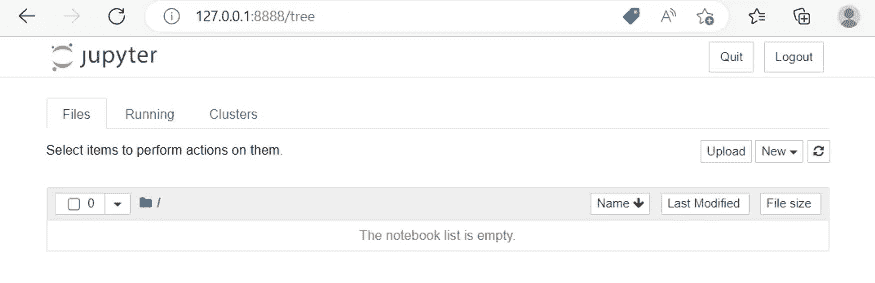 127.0.0.1:8888/tree
jupyter
Quit
Logout
Files
Running
Clusters
Select items to perform actions on them.
Upload
New
0
/
Name
Last Modified
File size
The notebook list is empty.